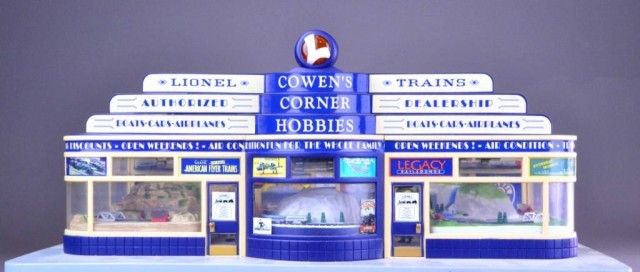 L
LIONEL COWEN'S TRAINS
AUTHORIZED CORNER DEALERSHIP
BOATS-CARS-AIRPLANES HOBBIES BOATS-CARS-AIRPLANES
DISCOUNTS • OPEN WEEKENDS! • AIR CONDITION FUN FOR THE WHOLE FAMILY OPEN WEEKENDS! • AIR CONDITION •
AMERICAN FLYER TRAINS
LEGACY